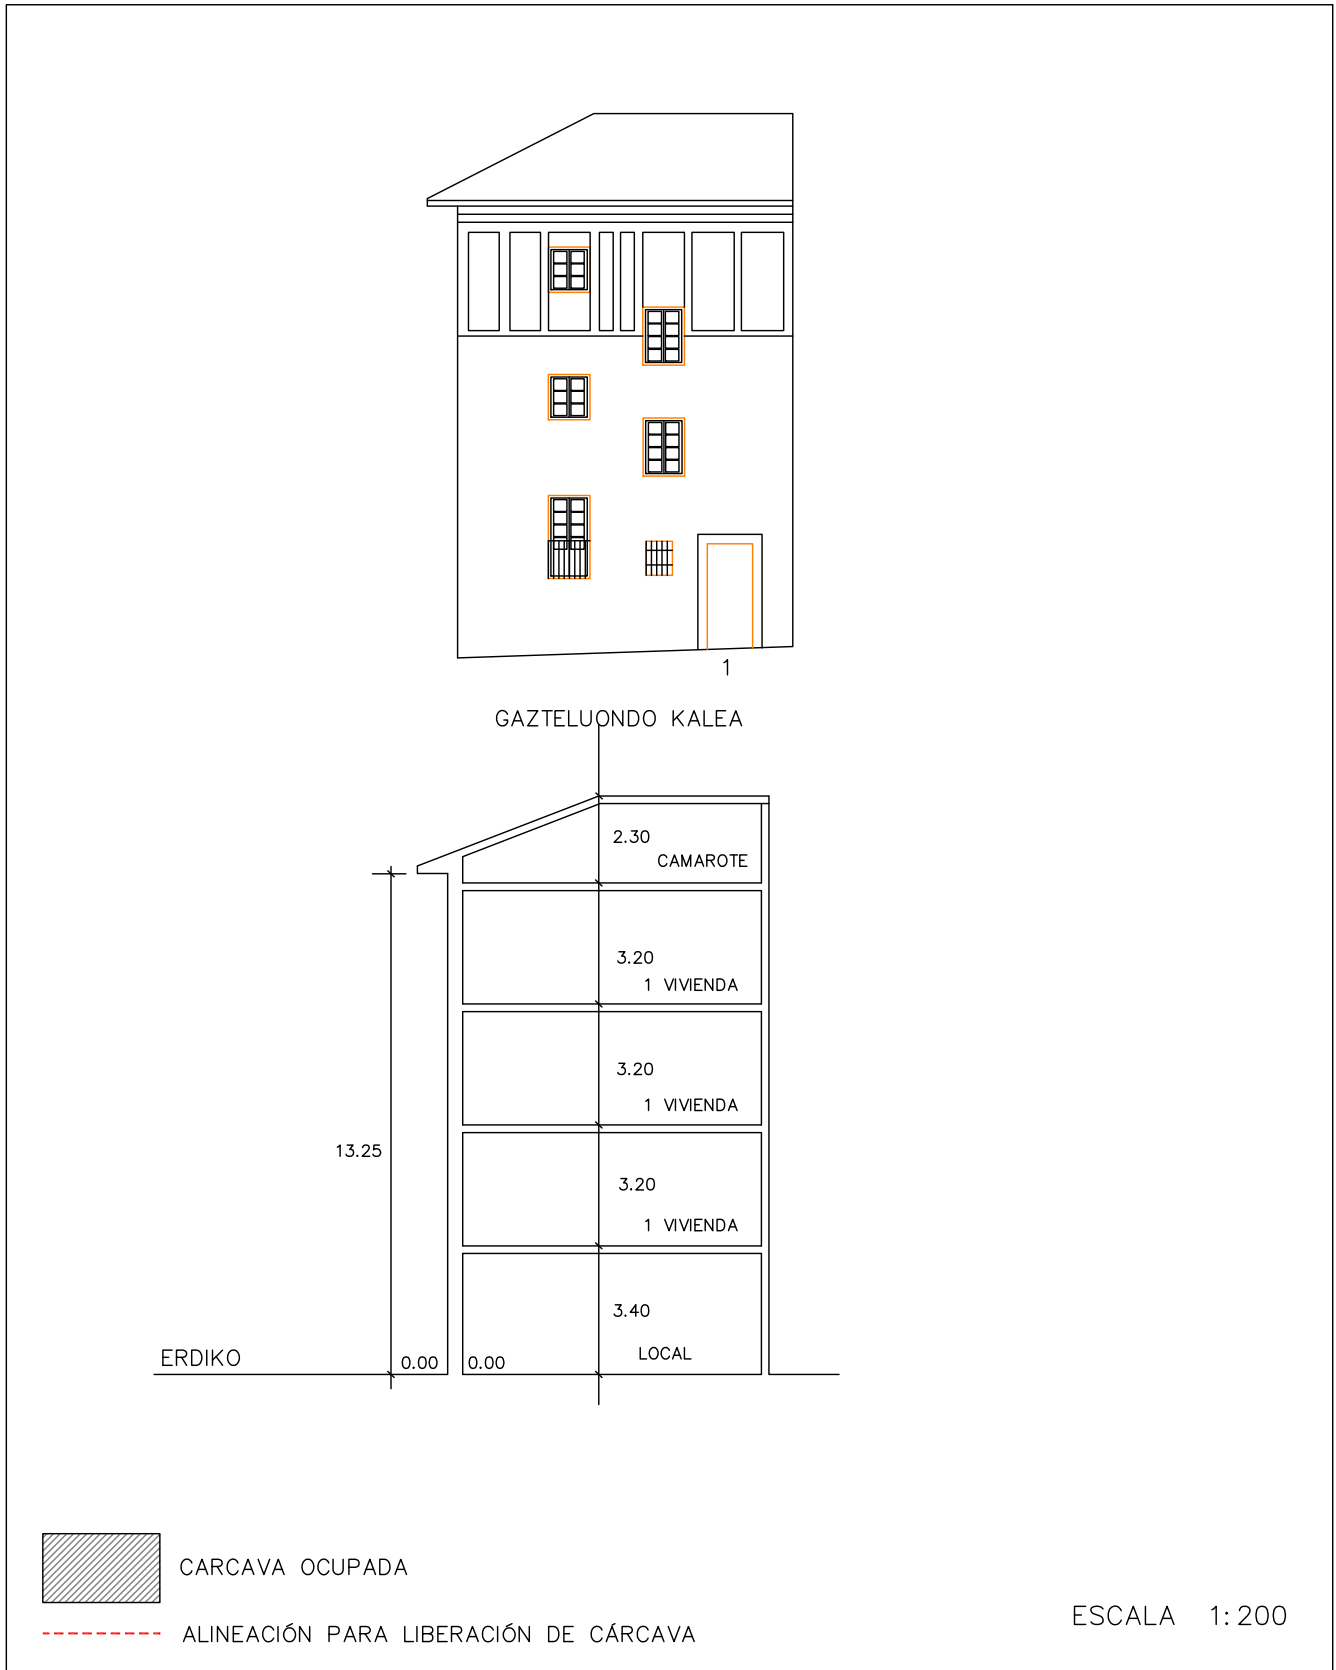 1
GAZTELUONDO KALEA
2.30
CAMAROTE
3.20
1 VIVIENDA
3.20
1 VIVIENDA
13.25
3.20
1 VIVIENDA
3.40
LOCAL
ERDIKO
0.00 0.00
CARCAVA OCUPADA
ALINEACIÓN PARA LIBERACIÓN DE CÁRCAVA
ESCALA 1:200